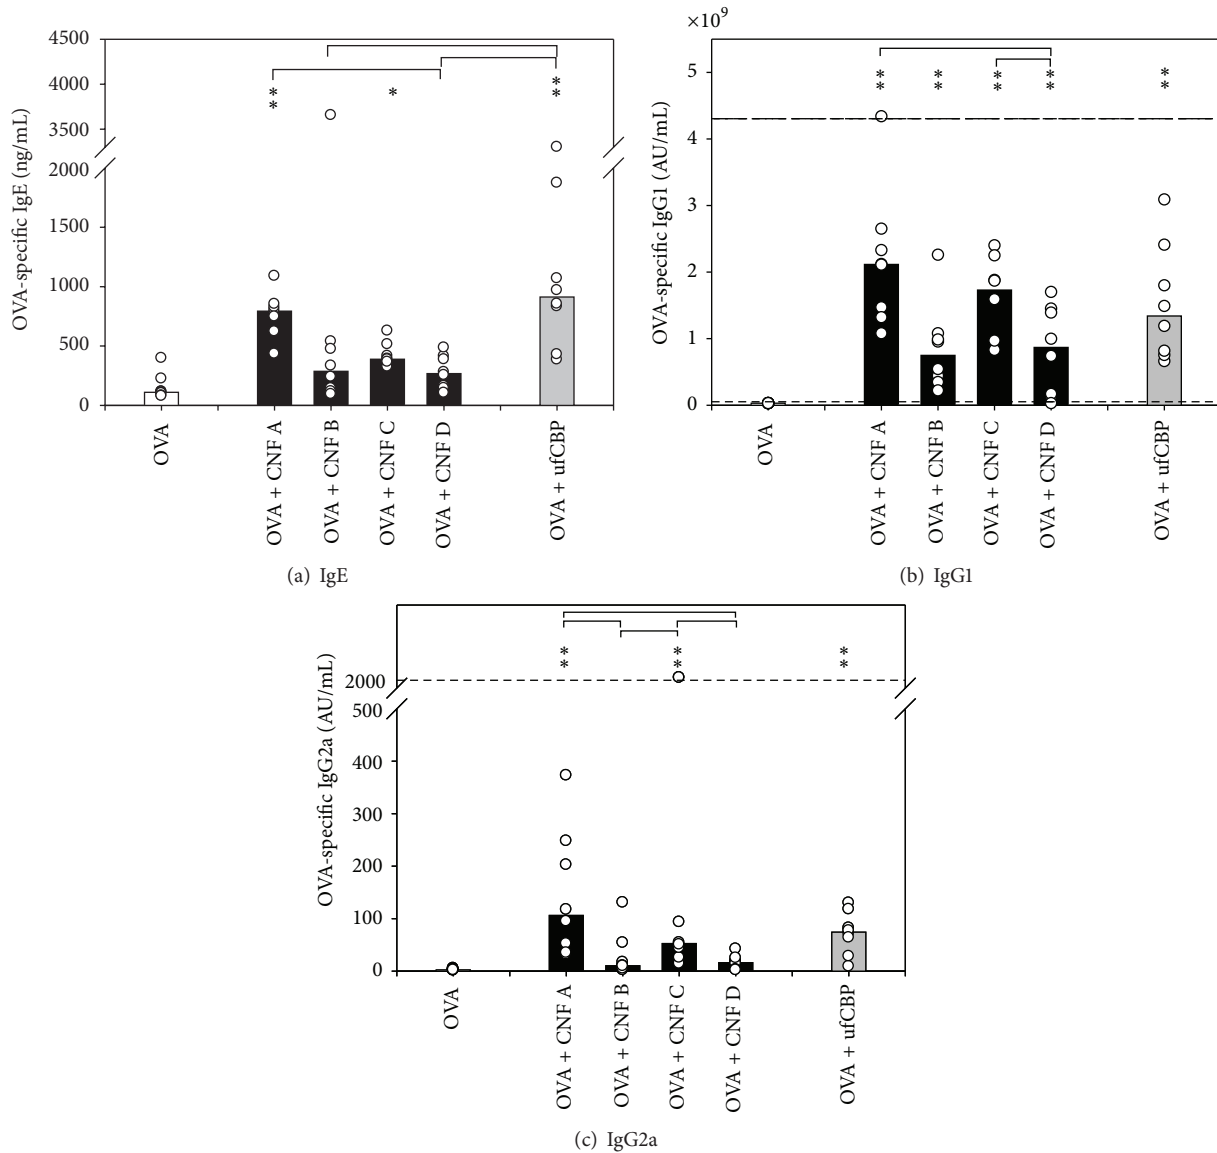 OVA-specific IgE (ng/mL)
4500
4000
3500
2000
1500
1000
500
0
** * **
OVA
OVA + CNF A
OVA + CNF B
OVA + CNF C
OVA + CNF D
OVA + ufCBP
(a) IgE
×10⁹
OVA-specific IgG1 (AU/mL)
5
4
3
2
1
0
** ** ** ** **
OVA
OVA + CNF A
OVA + CNF B
OVA + CNF C
OVA + CNF D
OVA + ufCBP
(b) IgG1
OVA-specific IgG2a (AU/mL)
2000
500
400
300
200
100
0
** ** **
OVA
OVA + CNF A
OVA + CNF B
OVA + CNF C
OVA + CNF D
OVA + ufCBP
(c) IgG2a